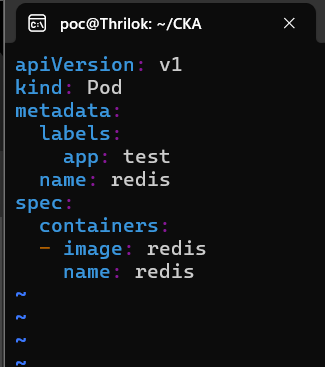 poc@Thrilok: ~/CKA
apiVersion: v1
kind: Pod
metadata:
  labels:
    app: test
  name: redis
spec:
  containers:
  - image: redis
    name: redis
~
~
~
~